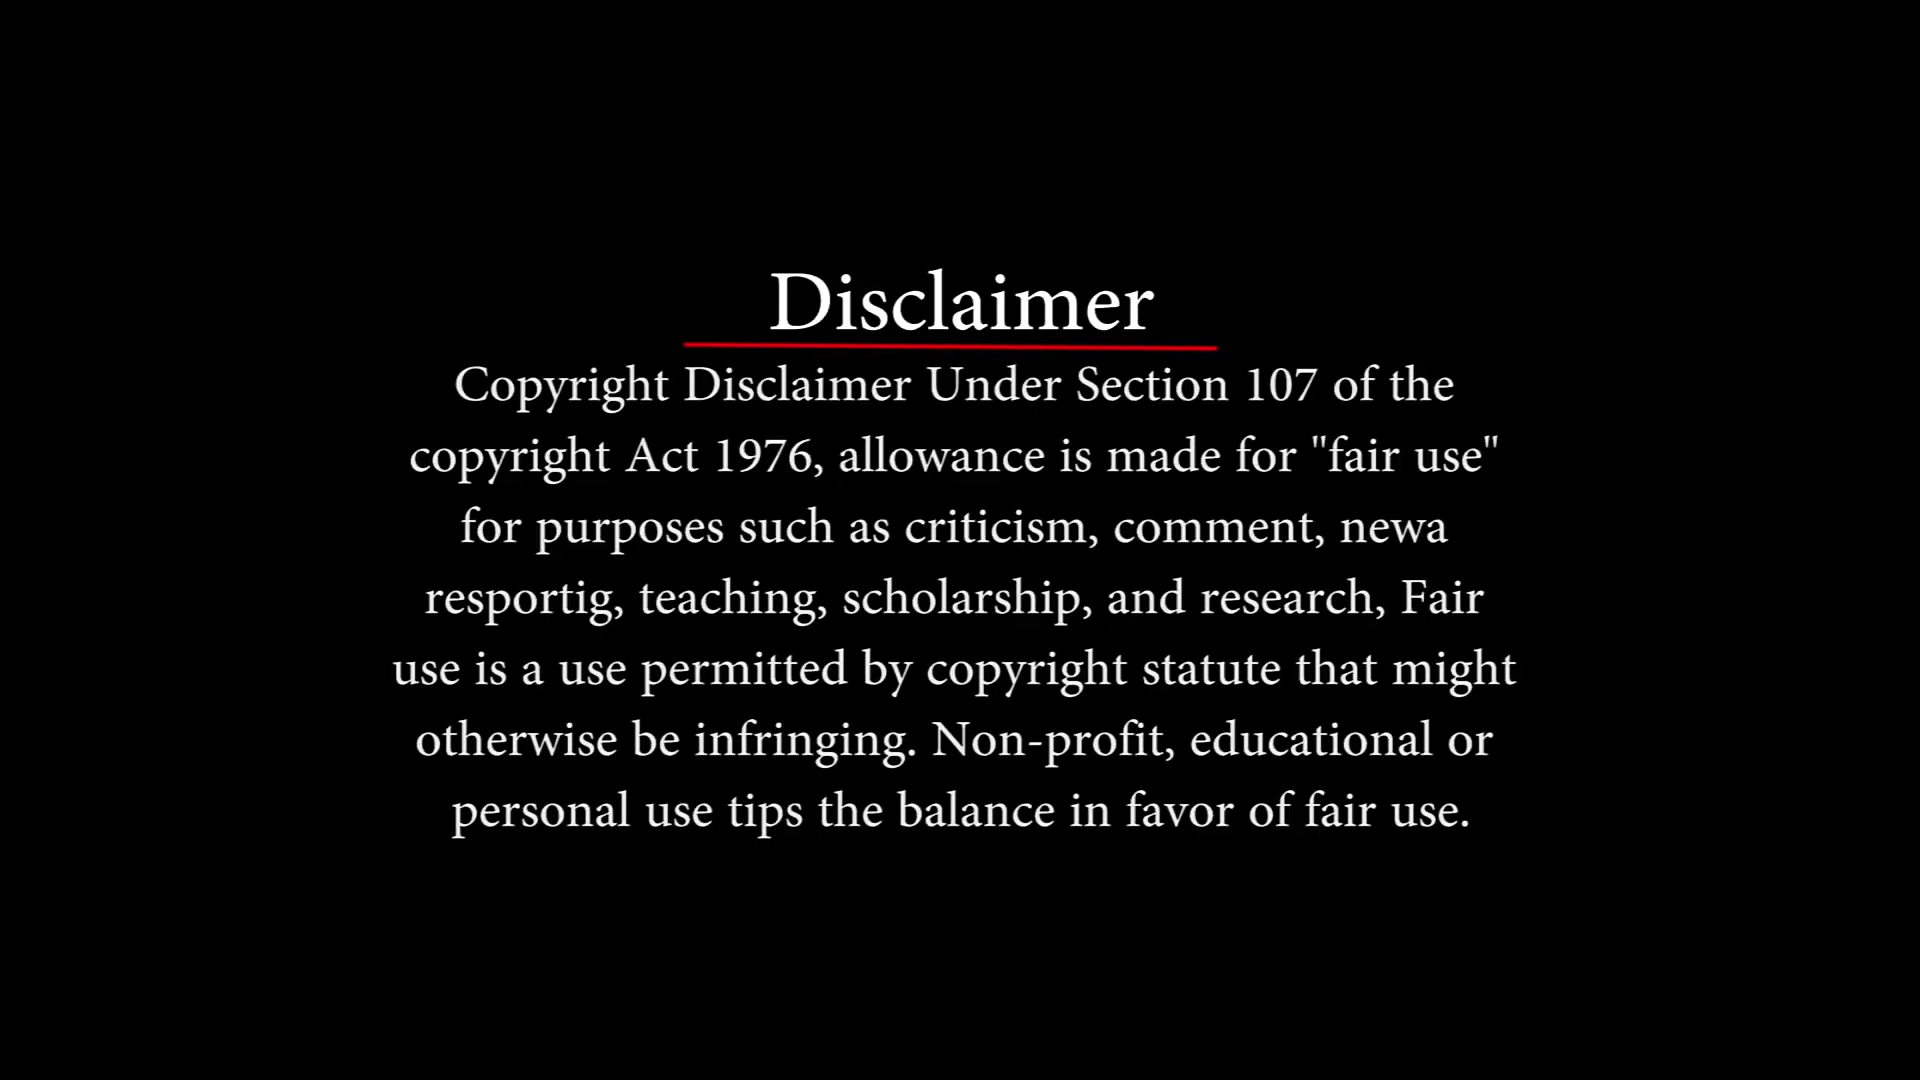 Disclaimer
Copyright Disclaimer Under Section 107 of the
copyright Act 1976, allowance is made for "fair use"
for purposes such as criticism, comment, newa
resportig, teaching, scholarship, and research, Fair
use is a use permitted by copyright statute that might
otherwise be infringing. Non-profit, educational or
personal use tips the balance in favor of fair use.